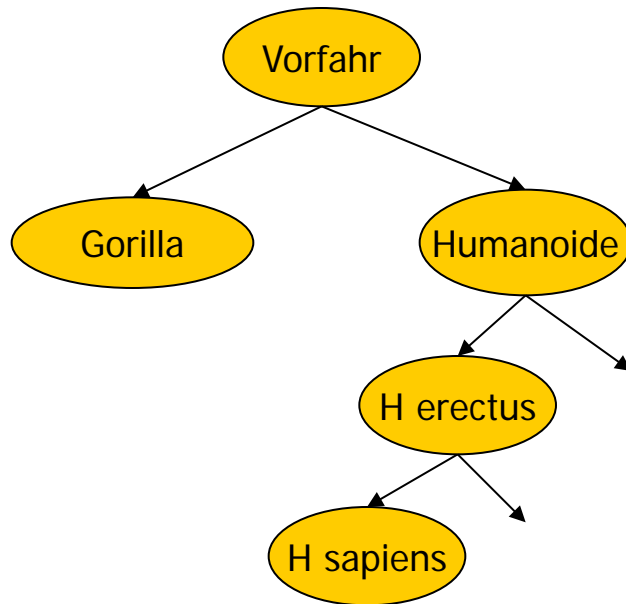 Vorfahr
Gorilla
Humanoide
H erectus
H sapiens